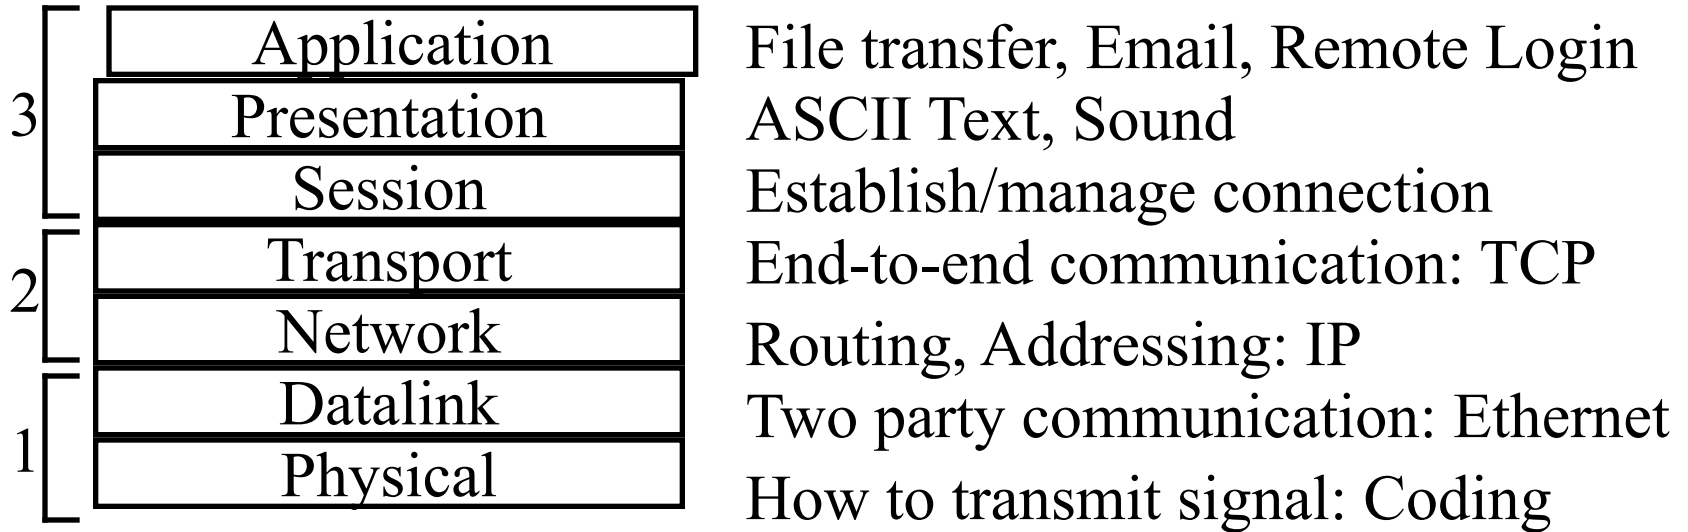 Application File transfer, Email, Remote Login
3 Presentation ASCII Text, Sound
Session Establish/manage connection
Transport End-to-end communication: TCP
2 Network Routing, Addressing: IP
Datalink Two party communication: Ethernet
1 Physical How to transmit signal: Coding